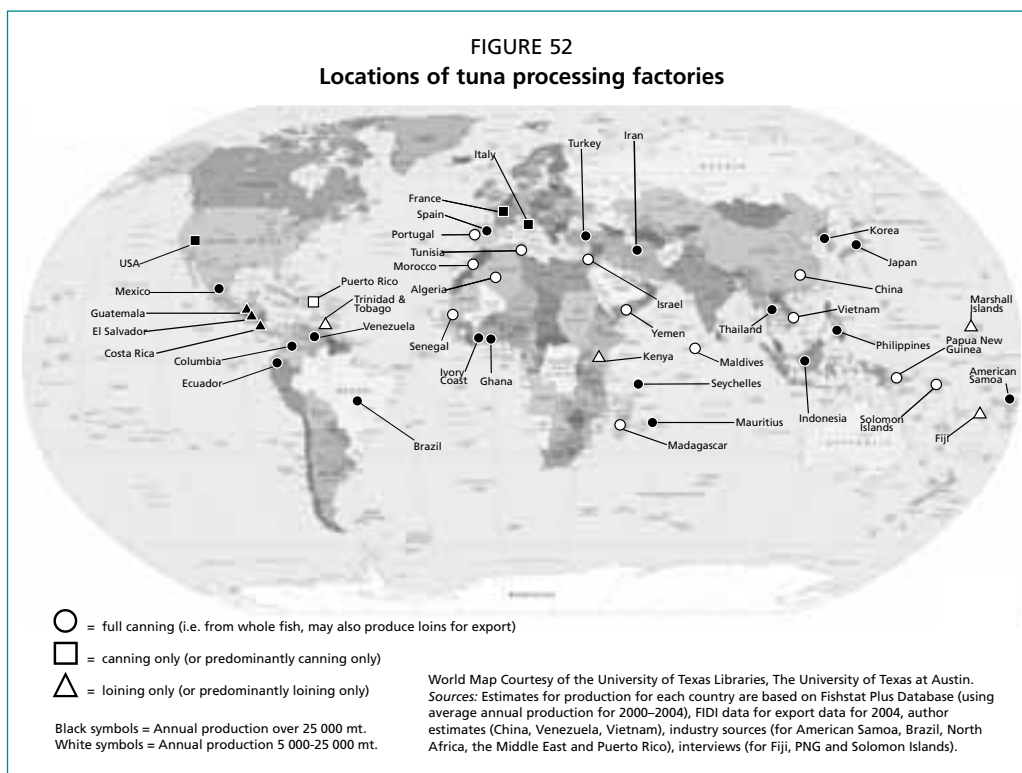 FIGURE 52
Locations of tuna processing factories
Iran
Turkey
Italy
France
Spain
Portugal
Tunisia
Morocco
Algeria
Korea
Japan
USA
China
Mexico
Puerto Rico
Trinidad &
Tobago
Guatemala
El Salvador
Costa Rica
Venezuela
Columbia
Ecuador
Senegal
Ivory
Coast
Ghana
Israel
Yemen
Kenya
Maldives
Thailand
Vietnam
Philippines
Marshall
Islands
Papua New
Guinea
American
Samoa
Seychelles
Mauritius
Madagascar
Indonesia
Solomon
Islands
Fiji
Brazil
= full canning (i.e. from whole fish, may also produce loins for export)
= canning only (or predominantly canning only)
= loining only (or predominantly loining only)
Black symbols = Annual production over 25 000 mt.
White symbols = Annual production 5 000-25 000 mt.
World Map Courtesy of the University of Texas Libraries, The University of Texas at Austin.
Sources: Estimates for production for each country are based on Fishstat Plus Database (using
average annual production for 2000–2004), FIDI data for export data for 2004, author
estimates (China, Venezuela, Vietnam), industry sources (for American Samoa, Brazil, North
Africa, the Middle East and Puerto Rico), interviews (for Fiji, PNG and Solomon Islands).